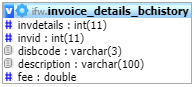 v ifw.invoice_details_bchistory
invdetails : int(11)
# invid : int(11)
disbcode : varchar(3)
description : varchar(100)
# fee : double